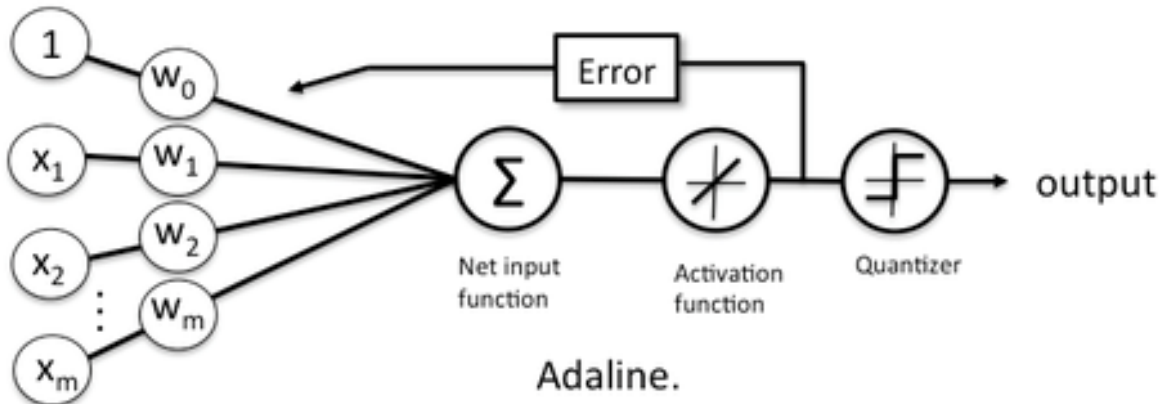 1
w₀
Error
x₁
w₁
Σ
output
x₂
w₂
Net input
function
Activation
function
Quantizer
⋮
wₘ
xₘ
Adaline.